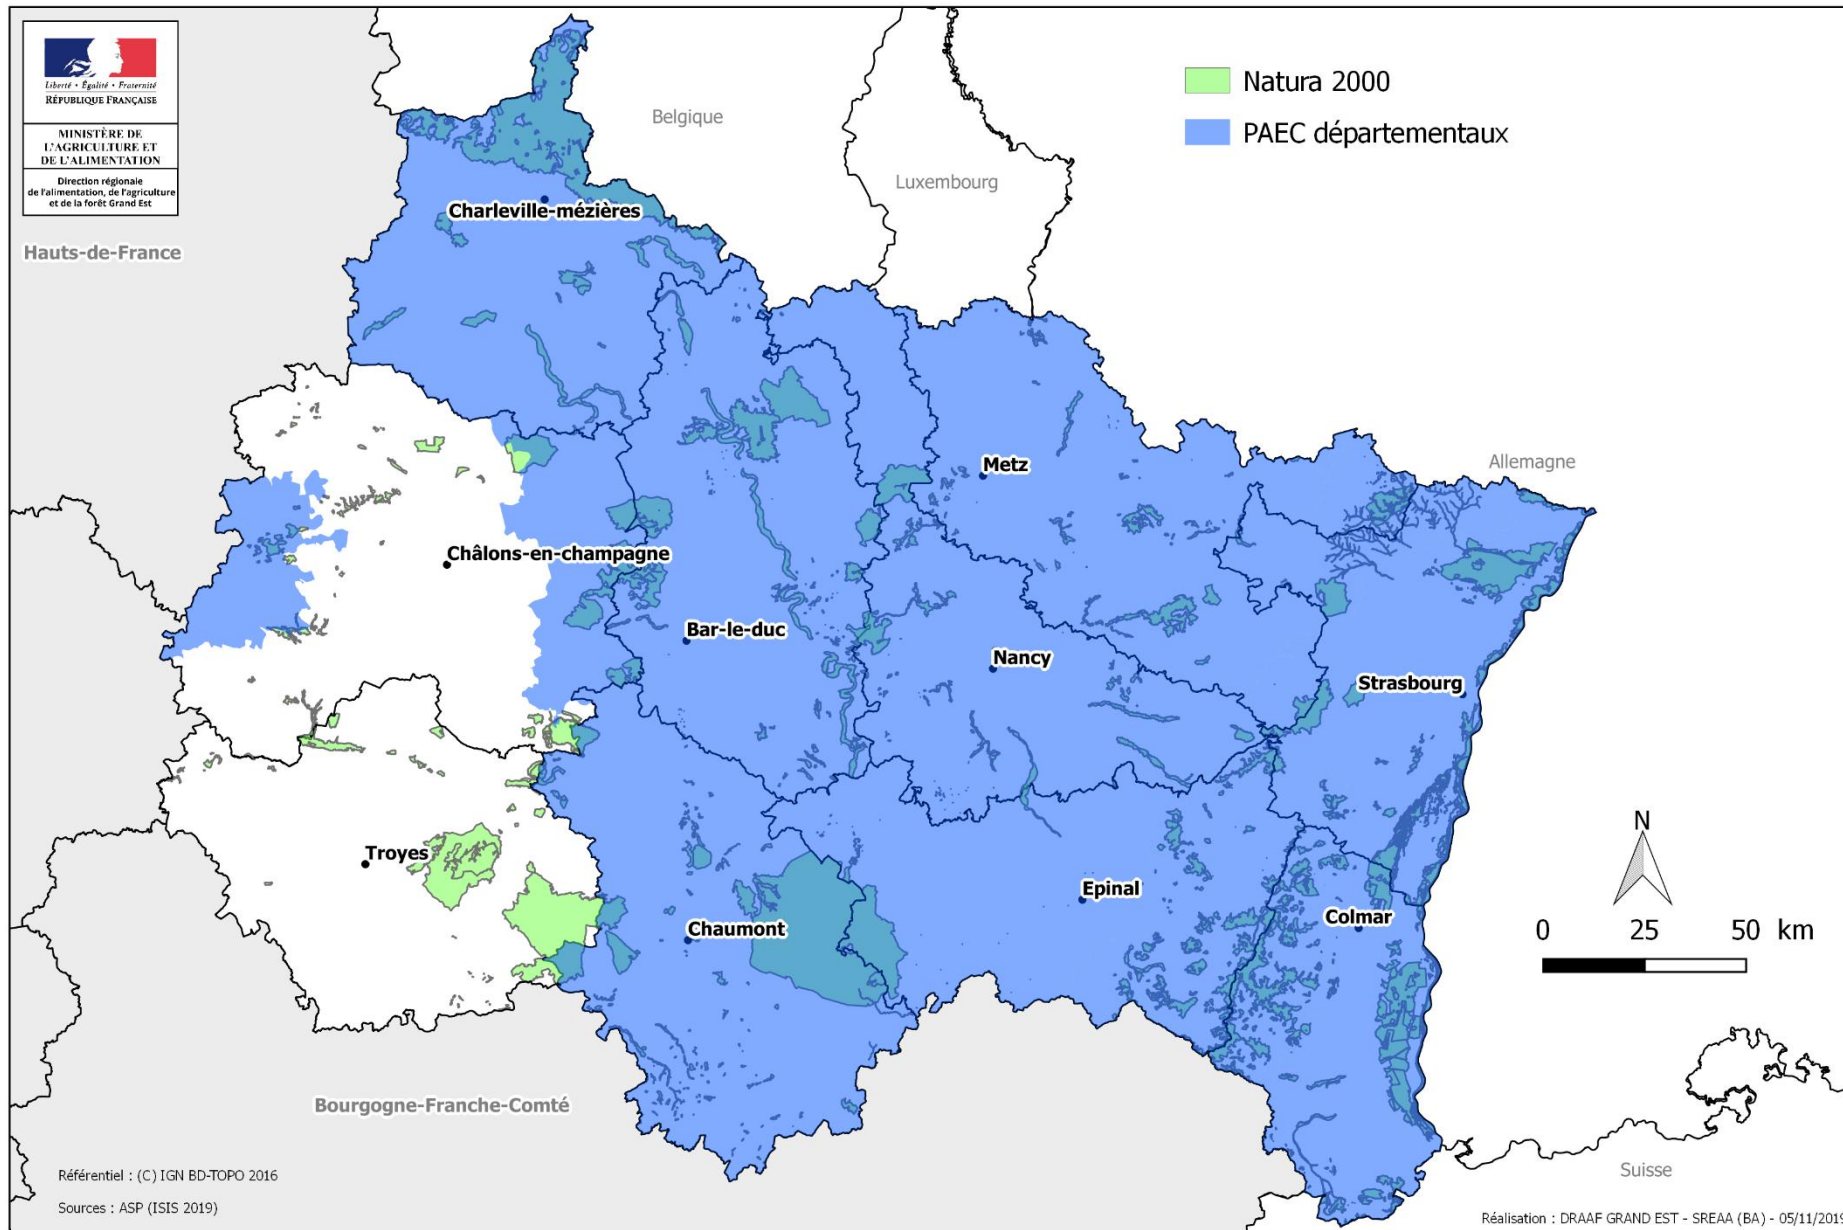 Liberté • Égalité • Fraternité
RÉPUBLIQUE FRANÇAISE
MINISTÈRE DE
L'AGRICULTURE ET
DE L'ALIMENTATION
Direction régionale
de l'alimentation, de l'agriculture
et de la forêt Grand Est
Natura 2000
PAEC départementaux
Belgique
Luxembourg
Charleville-mézières
Hauts-de-France
Metz
Allemagne
Châlons-en-champagne
Bar-le-duc
Nancy
Strasbourg
Troyes
N
Epinal
Colmar
Chaumont
0 25 50 km
Bourgogne-Franche-Comté
Suisse
Référentiel : (C) IGN BD-TOPO 2016
Sources : ASP (ISIS 2019)
Réalisation : DRAAF GRAND EST - SREAA (BA) - 05/11/2019